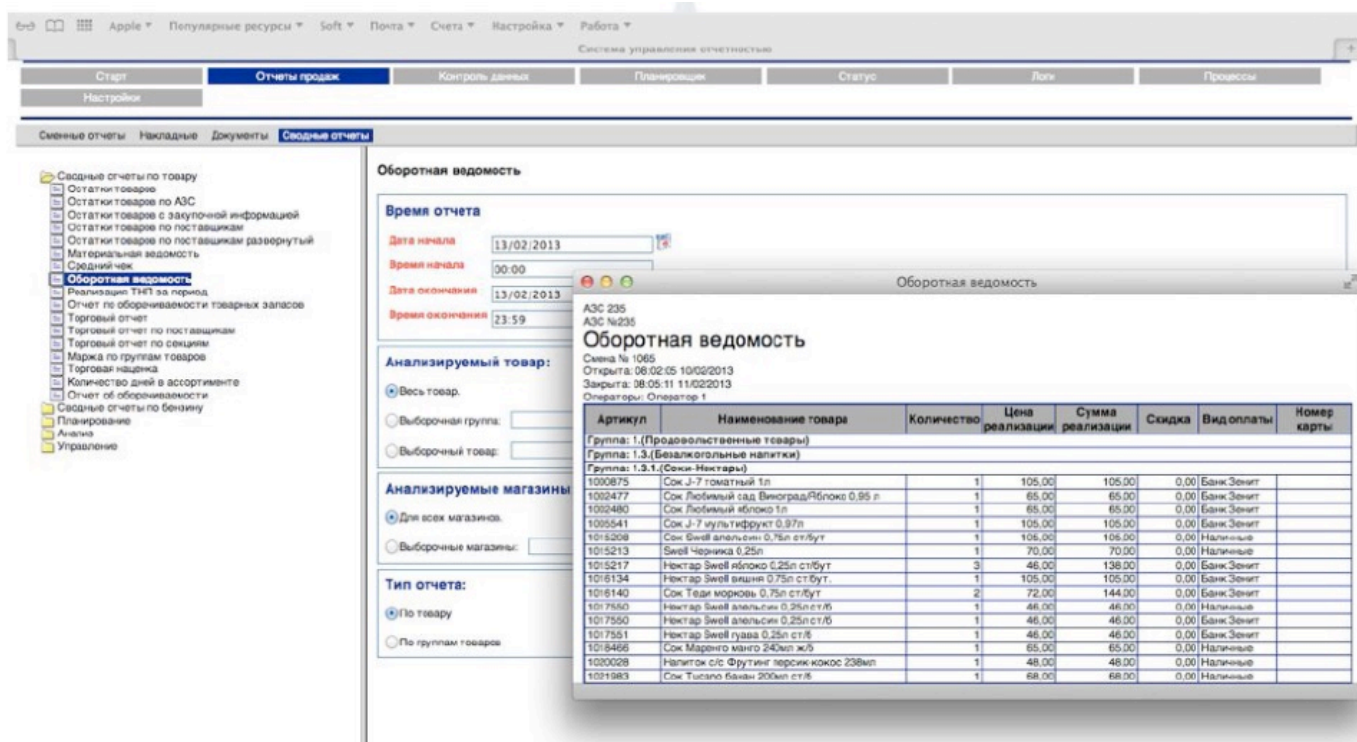 Apple Популярные ресурсы Soft Почта Счета Настройка Работа
Система управления отчетностью
Старт Отчеты продаж Контроль данных Планировщик Статус Логи Процессы
Настройки
Сменные отчеты Накладные Документы Сводные отчеты
Сводные отчеты по товару
Остатки товаров
Остатки товаров по АЗС
Остатки товаров с закупочной информацией
Остатки товаров по поставщикам
Остатки товаров по поставщикам развернутый
Материальная ведомость
Средний чек
Оборотная ведомость
Реализация ТНП за период
Отчет по оборачиваемости товарных запасов
Торговый отчет
Торговый отчет по поставщикам
Торговый отчет по секциям
Маржа по группам товаров
Торговая наценка
Количество дней в ассортименте
Отчет об оборачиваемости
Сводные отчеты по бензину
Планирование
Анализ
Управление
Оборотная ведомость
Время отчета
Дата начала 13/02/2013
Время начала 00:00
Дата окончания 13/02/2013
Время окончания 23:59
Анализируемый товар:
Весь товар.
Выборочная группа:
Выборочный товар:
Анализируемые магазины
Для всех магазинов.
Выборочные магазины:
Тип отчета:
По товару
По группам товаров
Оборотная ведомость
АЗС 235
АЗС №235
Оборотная ведомость
Смена № 1065
Открыта: 08:02:05 10/02/2013
Закрыта: 08:05:11 11/02/2013
Операторы: Оператор 1
Артикул Наименование товара Количество Цена реализации Сумма реализации Скидка Вид оплаты Номер карты
Группа: 1.(Продовольственные товары)
Группа: 1.3.(Безалкогольные напитки)
Группа: 1.3.1.(Соки-Нектары)
1000875 Сок J-7 томатный 1л 1 105,00 105,00 0,00 Банк Зенит
1002477 Сок Любимый сад Виноград/Яблоко 0,95 л 1 65,00 65,00 0,00 Банк Зенит
1002480 Сок Любимый яблоко 1л 1 65,00 65,00 0,00 Банк Зенит
1005541 Сок J-7 мультифрукт 0,97л 1 105,00 105,00 0,00 Банк Зенит
1015208 Сок Swell апельсин 0,75л ст/бут 1 105,00 105,00 0,00 Наличные
1015213 Swell Черника 0,25л 1 70,00 70,00 0,00 Наличные
1015217 Нектар Swell яблоко 0,25л ст/бут 3 46,00 138,00 0,00 Банк Зенит
1016134 Нектар Swell вишня 0.75л ст/бут. 1 105,00 105,00 0,00 Банк Зенит
1016140 Сок Теди морковь 0,75л ст/бут 2 72,00 144,00 0,00 Банк Зенит
1017550 Нектар Swell апельсин 0,25л ст/б 1 46,00 46,00 0,00 Наличные
1017550 Нектар Swell апельсин 0,25л ст/б 1 46,00 46,00 0,00 Банк Зенит
1017551 Нектар Swell гуава 0,25л ст/б 1 46,00 46,00 0,00 Банк Зенит
1018466 Сок Маренго манго 240мл ж/б 1 65,00 65,00 0,00 Наличные
1020028 Напиток с/с Фрутинг персик-кокос 238мл 1 48,00 48,00 0,00 Наличные
1021983 Сок Tucano банан 200мл ст/б 1 68,00 68,00 0,00 Наличные